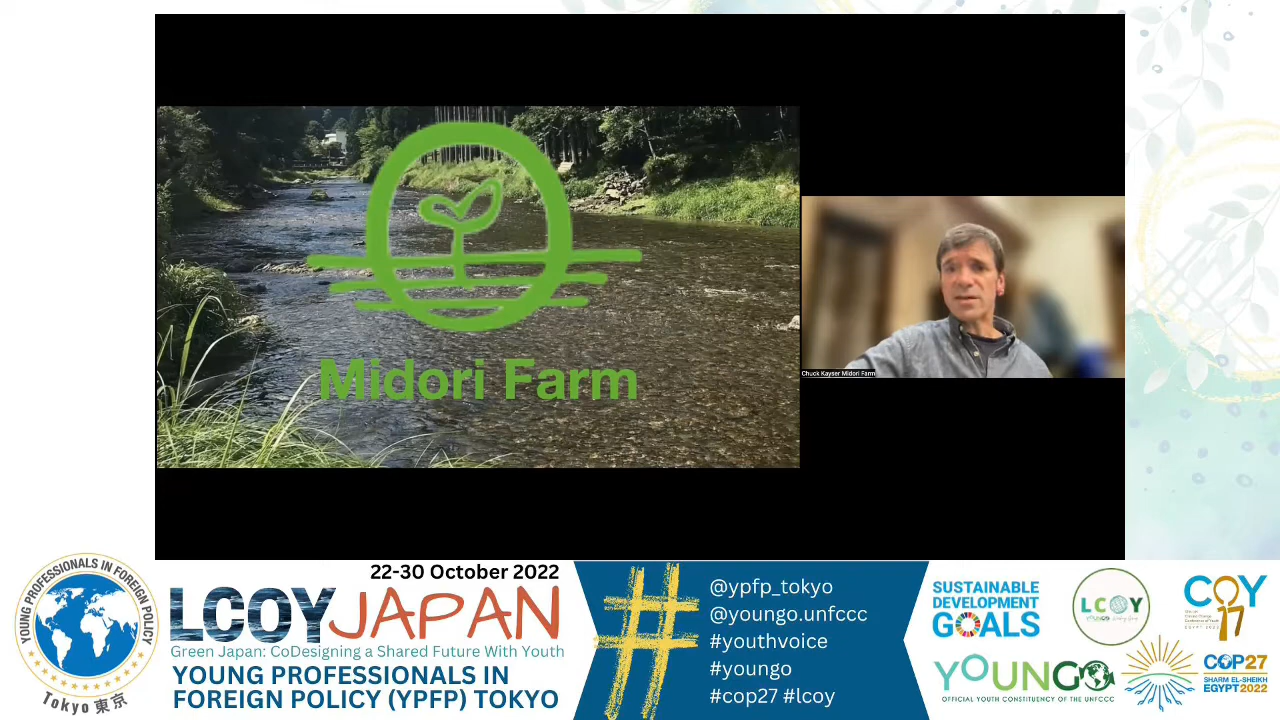 Midori Farm
Chuck Kayser Midori Farm
22-30 October 2022
LCOY JAPAN
Green Japan: CoDesigning a Shared Future With Youth
YOUNG PROFESSIONALS IN
FOREIGN POLICY (YPFP) TOKYO
YOUNG PROFESSIONALS IN FOREIGN POLICY
Tokyo 東京
#
@ypfp_tokyo
@youngo.unfccc
#youthvoice
#youngo
#cop27 #lcoy
SUSTAINABLE
DEVELOPMENT
GOALS
LCOY
COY
17
YOUNGO
OFFICIAL YOUTH CONSTITUENCY OF THE UNFCCC
COP27
SHARM EL-SHEIKH
EGYPT 2022